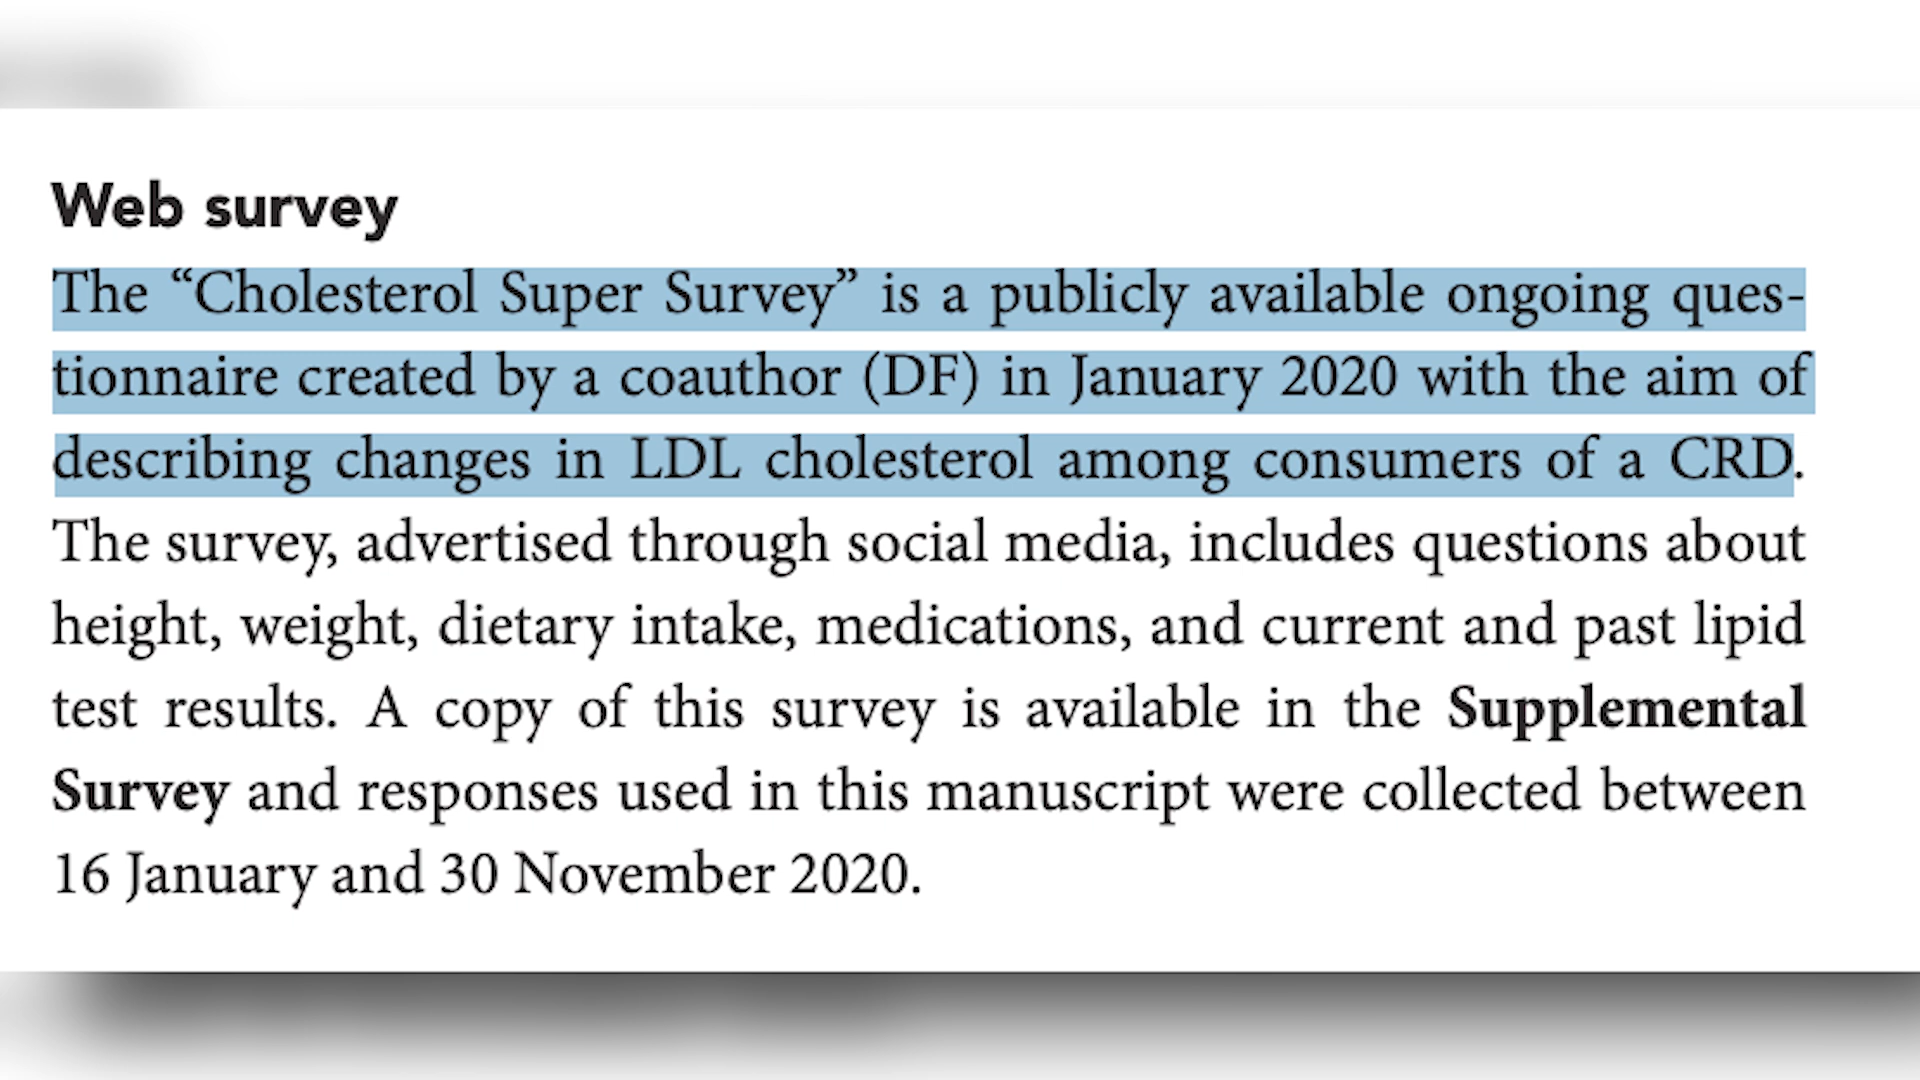 Web survey
The “Cholesterol Super Survey” is a publicly available ongoing ques-
tionnaire created by a coauthor (DF) in January 2020 with the aim of
describing changes in LDL cholesterol among consumers of a CRD.
The survey, advertised through social media, includes questions about
height, weight, dietary intake, medications, and current and past lipid
test results. A copy of this survey is available in the Supplemental
Survey and responses used in this manuscript were collected between
16 January and 30 November 2020.